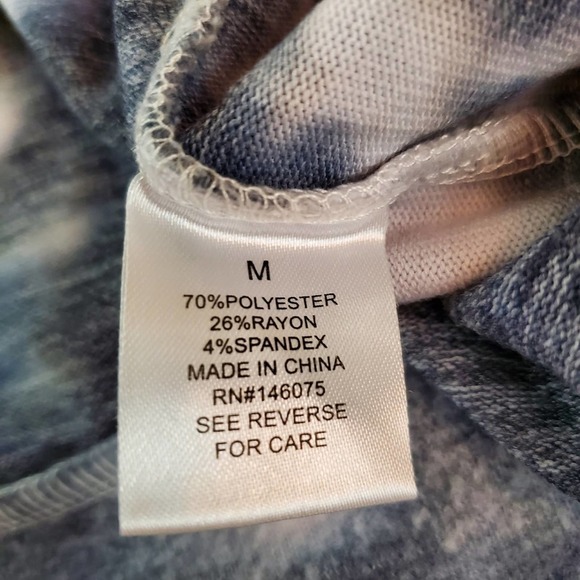 M
70%POLYESTER
26%RAYON
4%SPANDEX
MADE IN CHINA
RN#146075
SEE REVERSE
FOR CARE